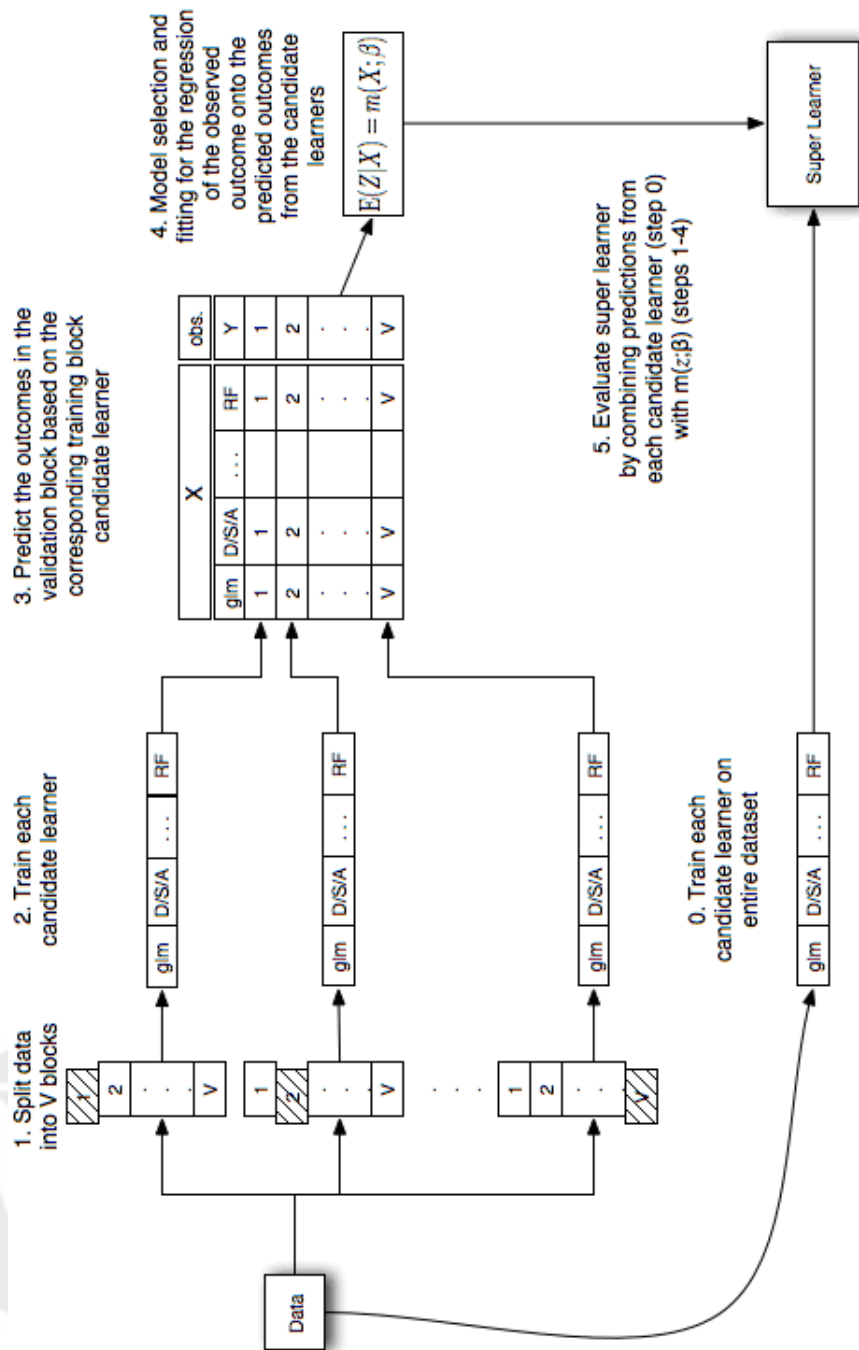 Data
1. Split data
into V blocks
1
2
.
.
.
V
1
2
.
.
.
V
.
.
.
1
2
.
.
.
V
2. Train each
candidate learner
glm D/S/A ... RF
glm D/S/A ... RF
glm D/S/A ... RF
0. Train each
candidate learner on
entire dataset
glm D/S/A ... RF
3. Predict the outcomes in the
validation block based on the
corresponding training block
candidate learner
X obs.
glm D/S/A ... RF Y
1 1 1 1
2 2 2 2
. . . .
. . . .
. . . .
V V V V
4. Model selection and
fitting for the regression
of the observed
outcome onto the
predicted outcomes
from the candidate
learners
E(Z|X) = m(X;β)
5. Evaluate super learner
by combining predictions from
each candidate learner (step 0)
with m(z;β) (steps 1-4)
Super Learner